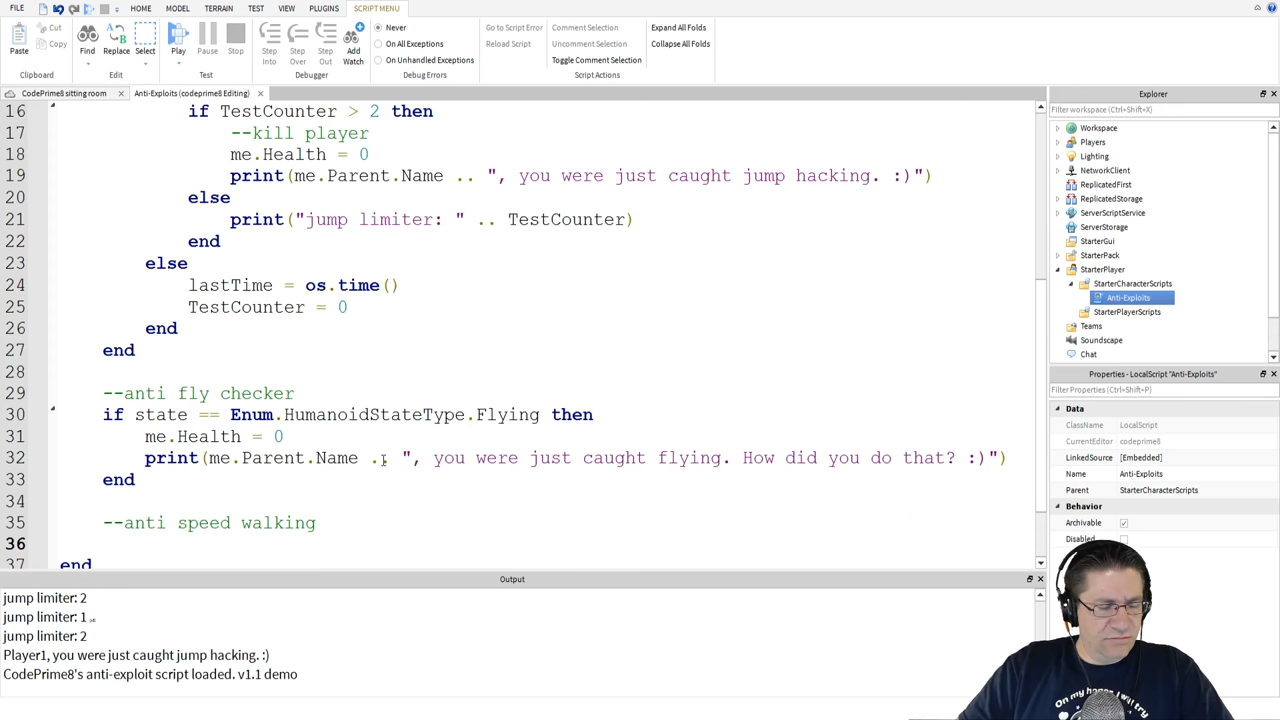 FILE HOME MODEL TERRAIN TEST VIEW PLUGINS SCRIPT MENU
Paste Cut Copy Find Replace Select Play Pause Stop Step Into Step Over Step Out Add Watch
Never
On All Exceptions
On Unhandled Exceptions
Go to Script Error
Reload Script
Comment Selection
Uncomment Selection
Toggle Comment Selection
Expand All Folds
Collapse All Folds
Clipboard Edit Test Debugger Debug Errors Script Actions
CodePrime8 sitting room Anti-Exploits (codeprime8 Editing)
16 if TestCounter > 2 then
17 --kill player
18 me.Health = 0
19 print(me.Parent.Name .. ", you were just caught jump hacking. :)")
20 else
21 print("jump limiter: " .. TestCounter)
22 end
23 else
24 lastTime = os.time()
25 TestCounter = 0
26 end
27 end
28
29 --anti fly checker
30 if state == Enum.HumanoidStateType.Flying then
31 me.Health = 0
32 print(me.Parent.Name .. ", you were just caught flying. How did you do that? :)")
33 end
34
35 --anti speed walking
36
37 end
Output
jump limiter: 2
jump limiter: 1
jump limiter: 2
Player1, you were just caught jump hacking. :)
CodePrime8's anti-exploit script loaded. v1.1 demo
Explorer
Filter workspace (Ctrl+Shift+X)
Workspace
Players
Lighting
NetworkClient
ReplicatedFirst
ReplicatedStorage
ServerScriptService
ServerStorage
StarterGui
StarterPack
StarterPlayer
StarterCharacterScripts
Anti-Exploits
StarterPlayerScripts
Teams
Soundscape
Chat
Properties - LocalScript "Anti-Exploits"
Filter Properties (Ctrl+Shift+P)
Data
ClassName LocalScript
CurrentEditor codeprime8
LinkedSource [Embedded]
Name Anti-Exploits
Parent StarterCharacterScripts
Behavior
Archivable
Disabled
On my honor, I will try